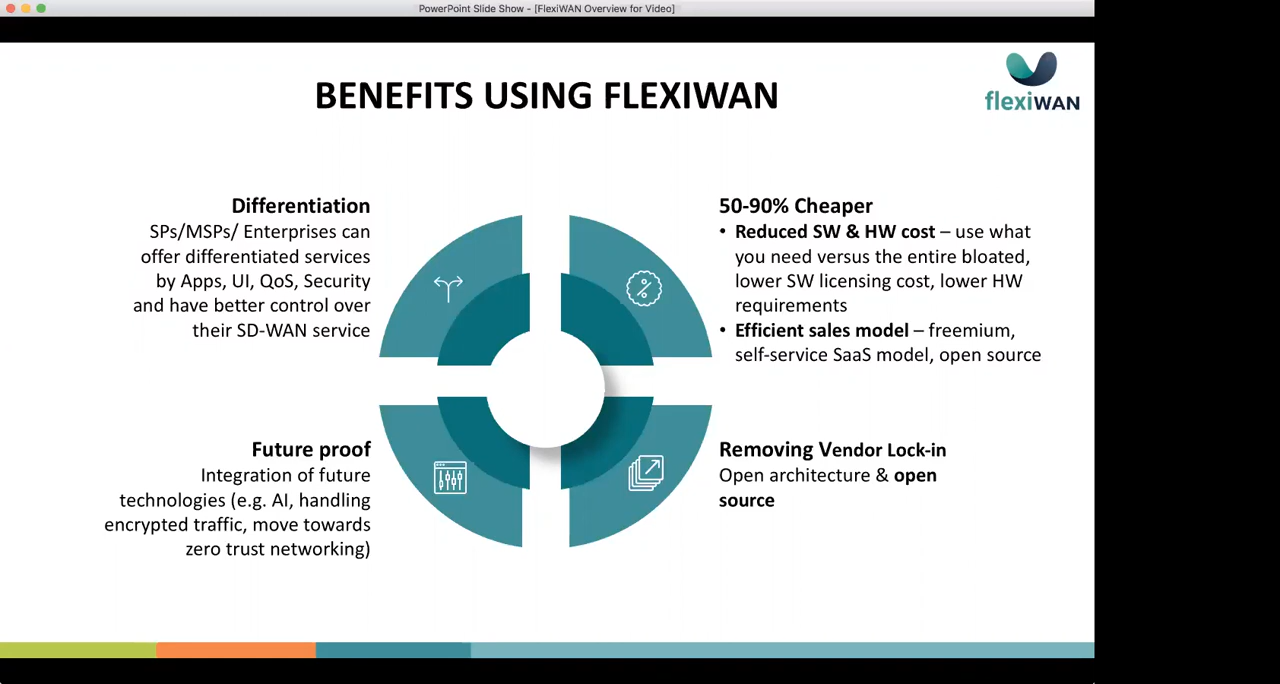 PowerPoint Slide Show - [FlexiWAN Overview for Video]
BENEFITS USING FLEXIWAN
flexiWAN
Differentiation
SPs/MSPs/ Enterprises can
offer differentiated services
by Apps, UI, QoS, Security
and have better control over
their SD-WAN service
50-90% Cheaper
• Reduced SW & HW cost – use what
you need versus the entire bloated,
lower SW licensing cost, lower HW
requirements
• Efficient sales model – freemium,
self-service SaaS model, open source
%
Future proof
Integration of future
technologies (e.g. AI, handling
encrypted traffic, move towards
zero trust networking)
Removing Vendor Lock-in
Open architecture & open
source